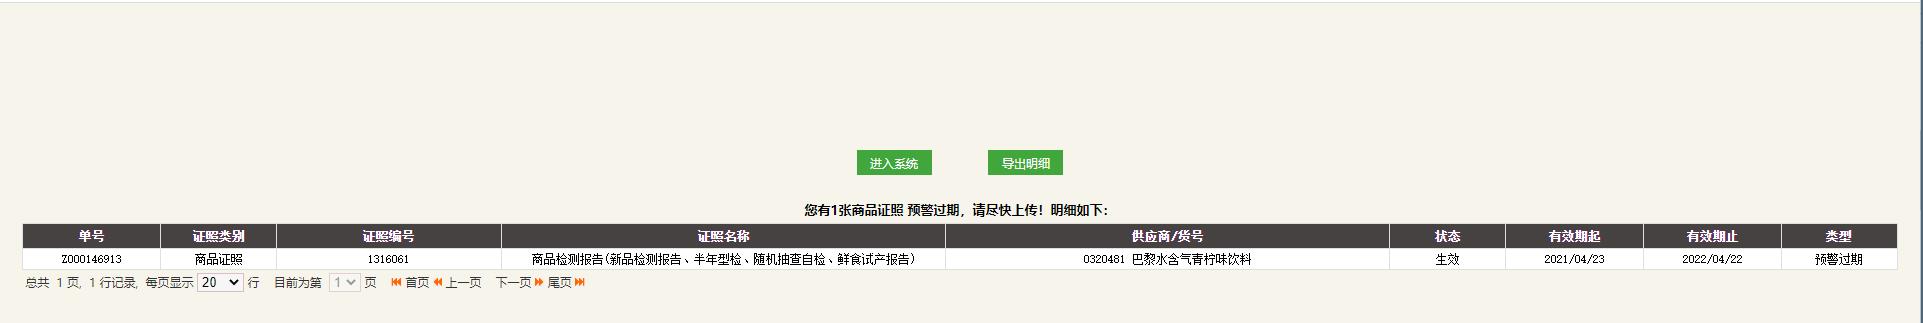 进入系统 导出明细
您有1张商品证照 预警过期，请尽快上传！明细如下：
单号 证照类别 证照编号 证照名称 供应商/货号 状态 有效期起 有效期止 类型
Z000146913 商品证照 1316061 商品检测报告(新品检测报告、半年型检、随机抽查自检、鲜食试产报告) 0320481 巴黎水含气青柠味饮料 生效 2021/04/23 2022/04/22 预警过期
总共 1 页, 1 行记录, 每页显示 20 行 目前为第 1 页 首页 上一页 下一页 尾页